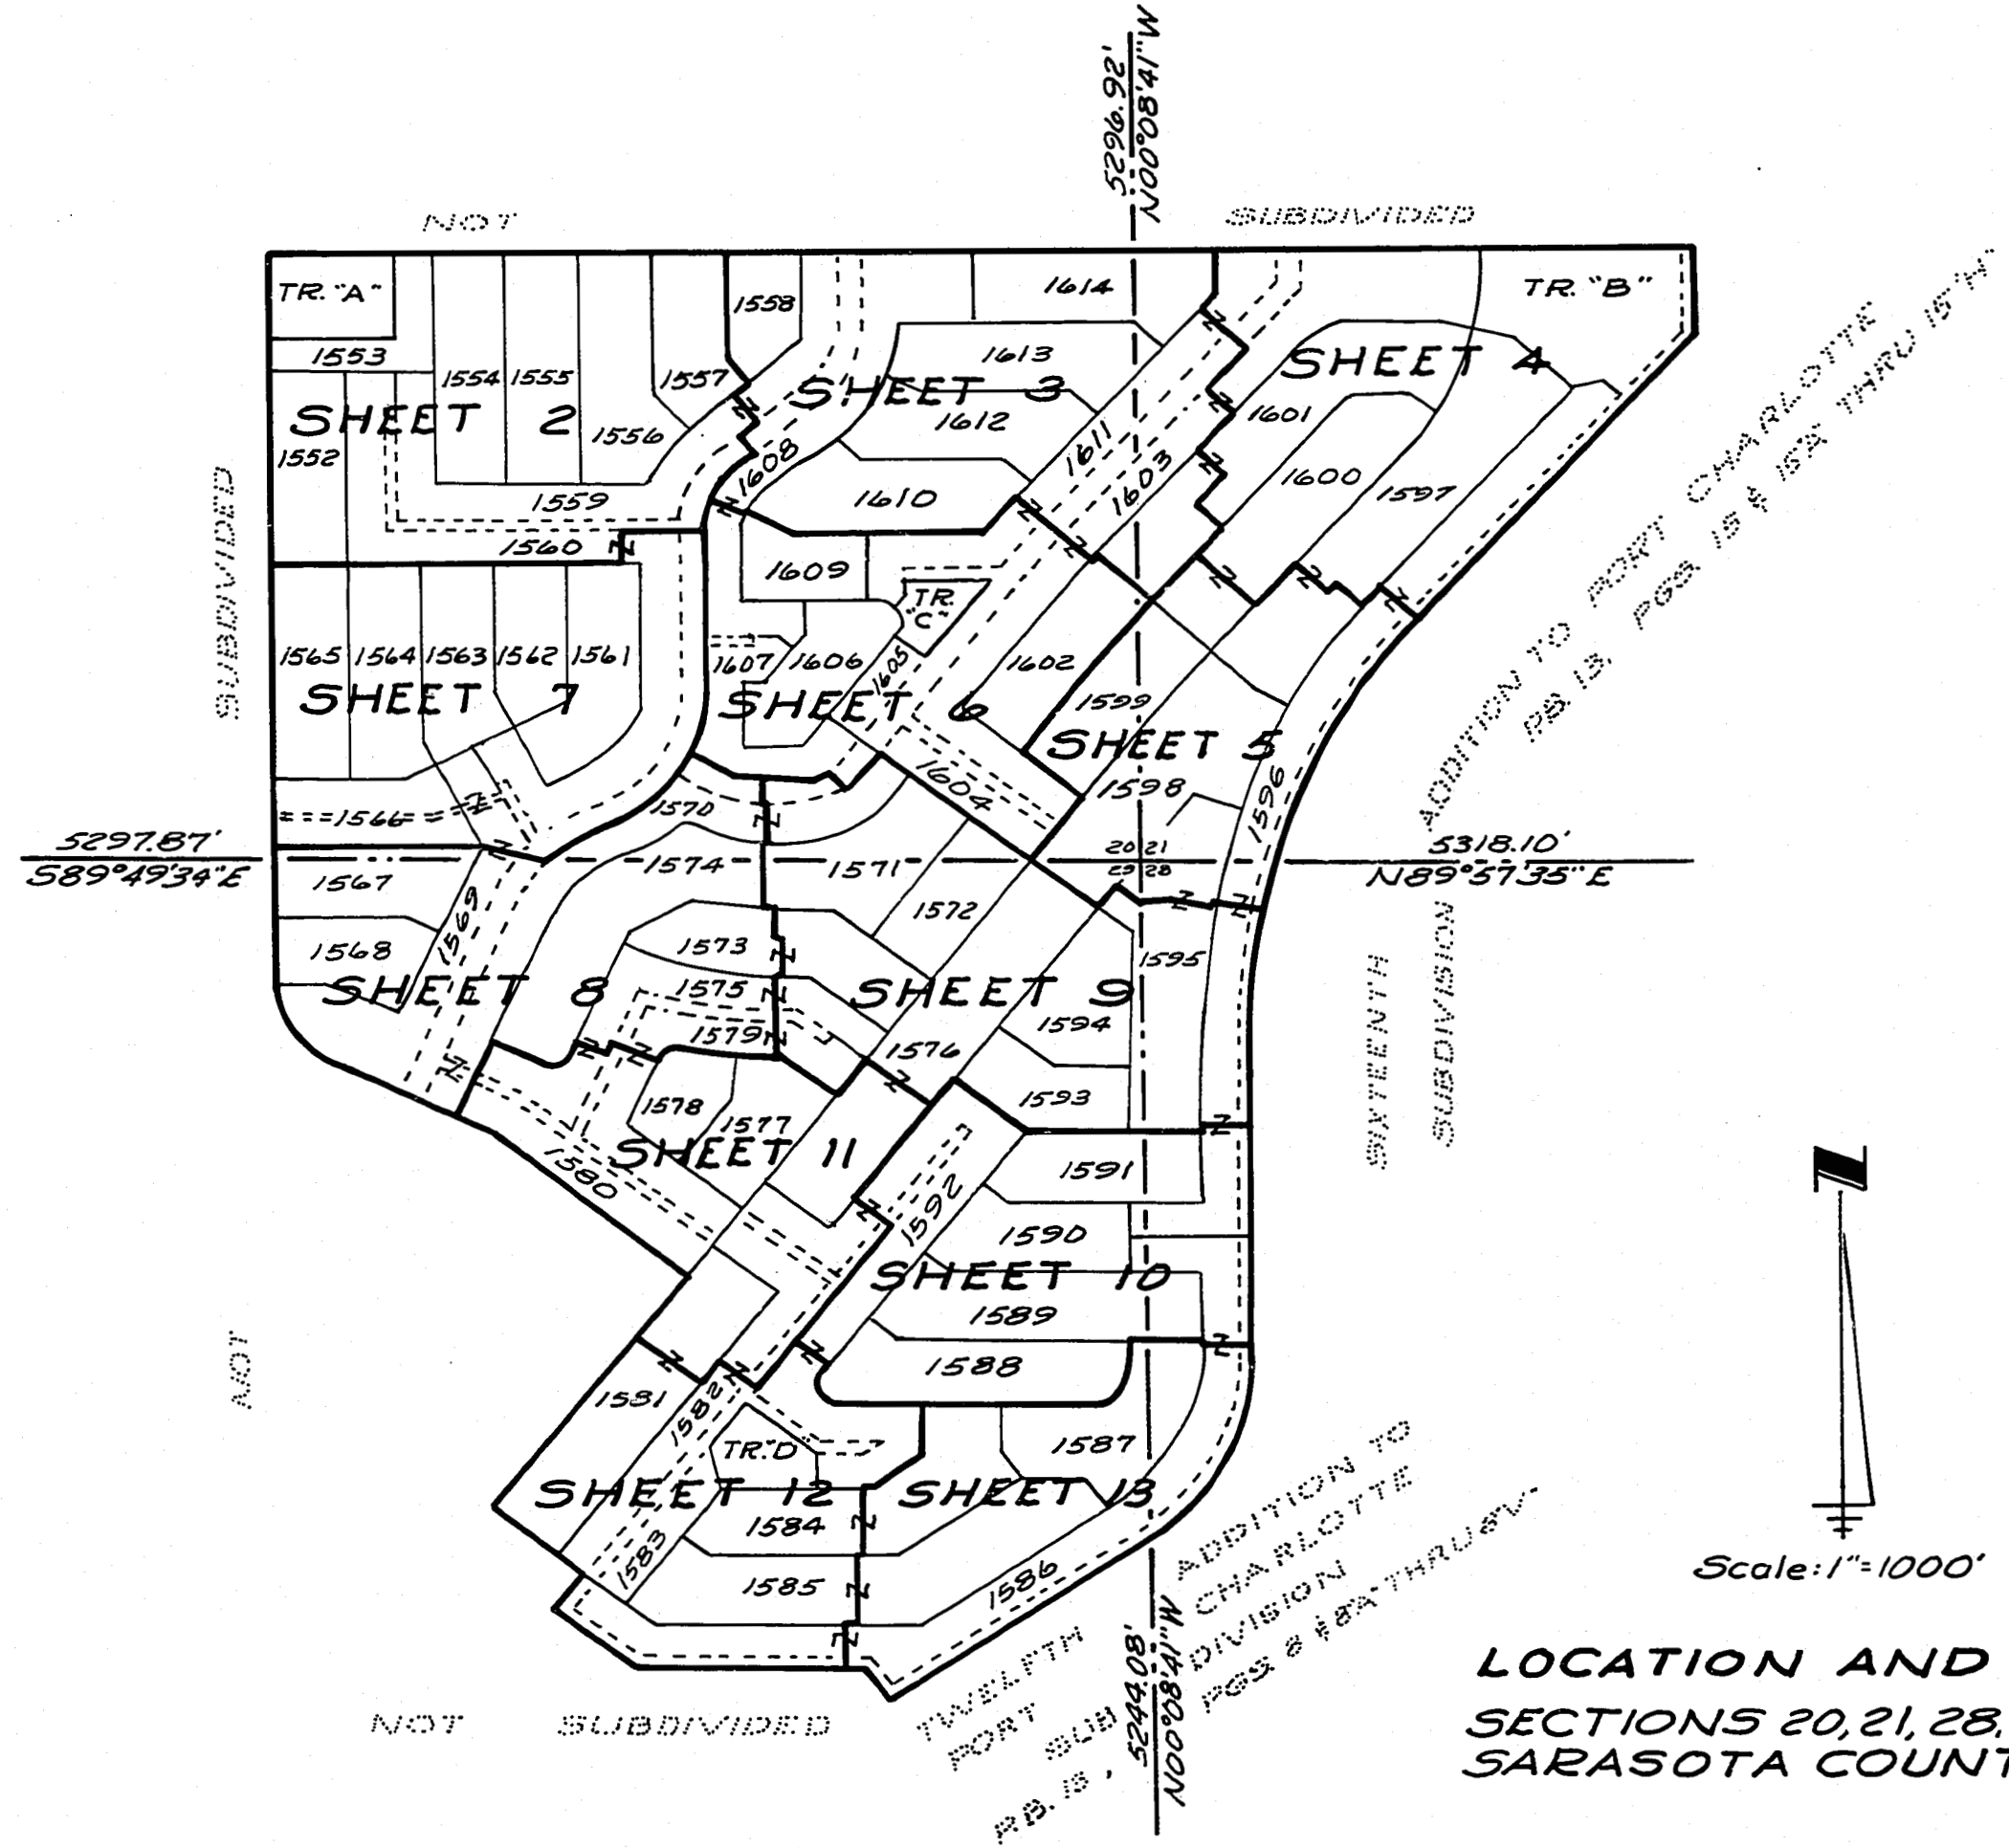 5296.92'
N00°08'41"W
NOT SUBDIVIDED
TR. "A"
1553
1554
1555
1557
1556
1558
SHEET 2
1552
1559
1560
1614
1613
SHEET 3
1612
1608
1610
1611
1603
TR. "B"
SHEET 4
1601
1600
1597
ADDITION TO PORT CHARLOTTE
P.B. 13, PGS. 15 & 15A THRU 15"N"
SUBDIVIDED
1565
1564
1563
1562
1561
SHEET 7
1566
1609
TR. "C"
1607
1606
1605
1602
SHEET 6
1604
1599
SHEET 5
1598
1596
5297.87'
S89°49'34"E
20 21
29 28
5318.10'
N89°57'35"E
1570
1574
1571
1567
1568
1569
SHEET 8
1573
1575
1579
1572
SHEET 9
1576
1595
1594
1593
SIXTEENTH
SUBDIVISION
1578
1577
SHEET 11
1580
1592
1591
1590
SHEET 10
1589
1588
NOT
1581
1582
TR. "D"
SHEET 12
1584
1583
1585
1587
SHEET 13
1586
NOT SUBDIVIDED
TWELFTH ADDITION TO
PORT CHARLOTTE
SUB DIVISION
P.B. 13, PGS 8 & 8A THRU 8V
5244.08'
N00°08'41"W
Scale: 1"=1000'
LOCATION AND
SECTIONS 20, 21, 28,
SARASOTA COUNT